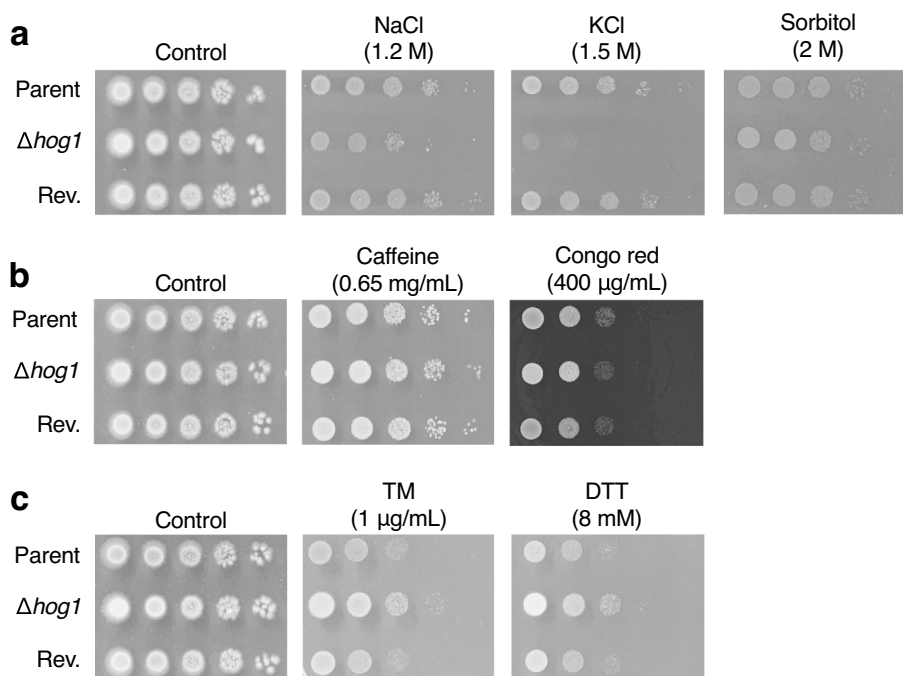 a
Control
NaCl
(1.2 M)
KCl
(1.5 M)
Sorbitol
(2 M)
Parent
Δhog1
Rev.
b
Control
Caffeine
(0.65 mg/mL)
Congo red
(400 μg/mL)
Parent
Δhog1
Rev.
c
Control
TM
(1 μg/mL)
DTT
(8 mM)
Parent
Δhog1
Rev.